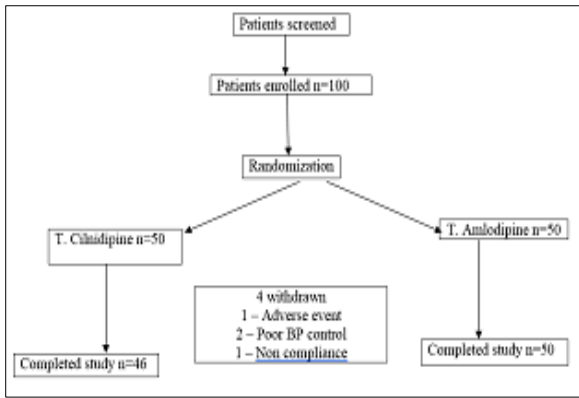 Patients screened
Patients enrolled n=100
Randomization
T. Cilnidipine n=50
T. Amlodipine n=50
4 withdrawn
1 – Adverse event
2 – Poor BP control
1 – Non compliance
Completed study n=46
Completed study n=50